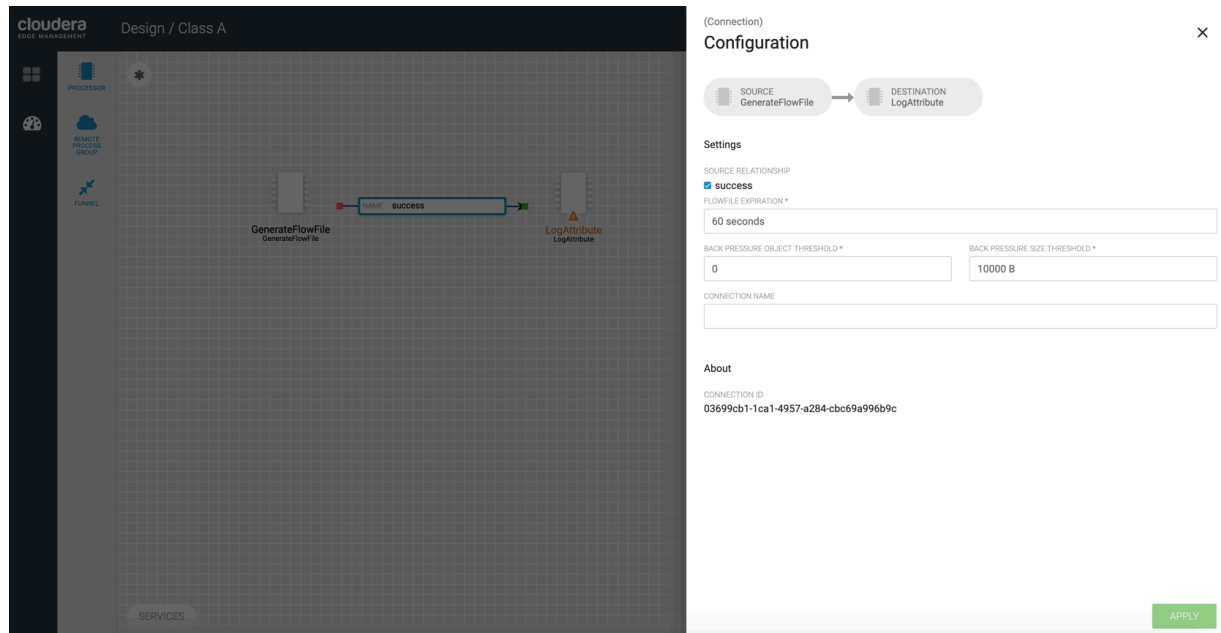 cloudera
EDGE MANAGEMENT
Design / Class A
PROCESSOR
REMOTE
PROCESS
GROUP
FUNNEL
GenerateFlowFile
GenerateFlowFile
NAME success
LogAttribute
LogAttribute
SERVICES
(Connection)
Configuration
SOURCE
GenerateFlowFile
DESTINATION
LogAttribute
Settings
SOURCE RELATIONSHIP
success
FLOWFILE EXPIRATION *
60 seconds
BACK PRESSURE OBJECT THRESHOLD * BACK PRESSURE SIZE THRESHOLD *
0 10000 B
CONNECTION NAME
About
CONNECTION ID
03699cb1-1ca1-4957-a284-cbc69a996b9c
APPLY